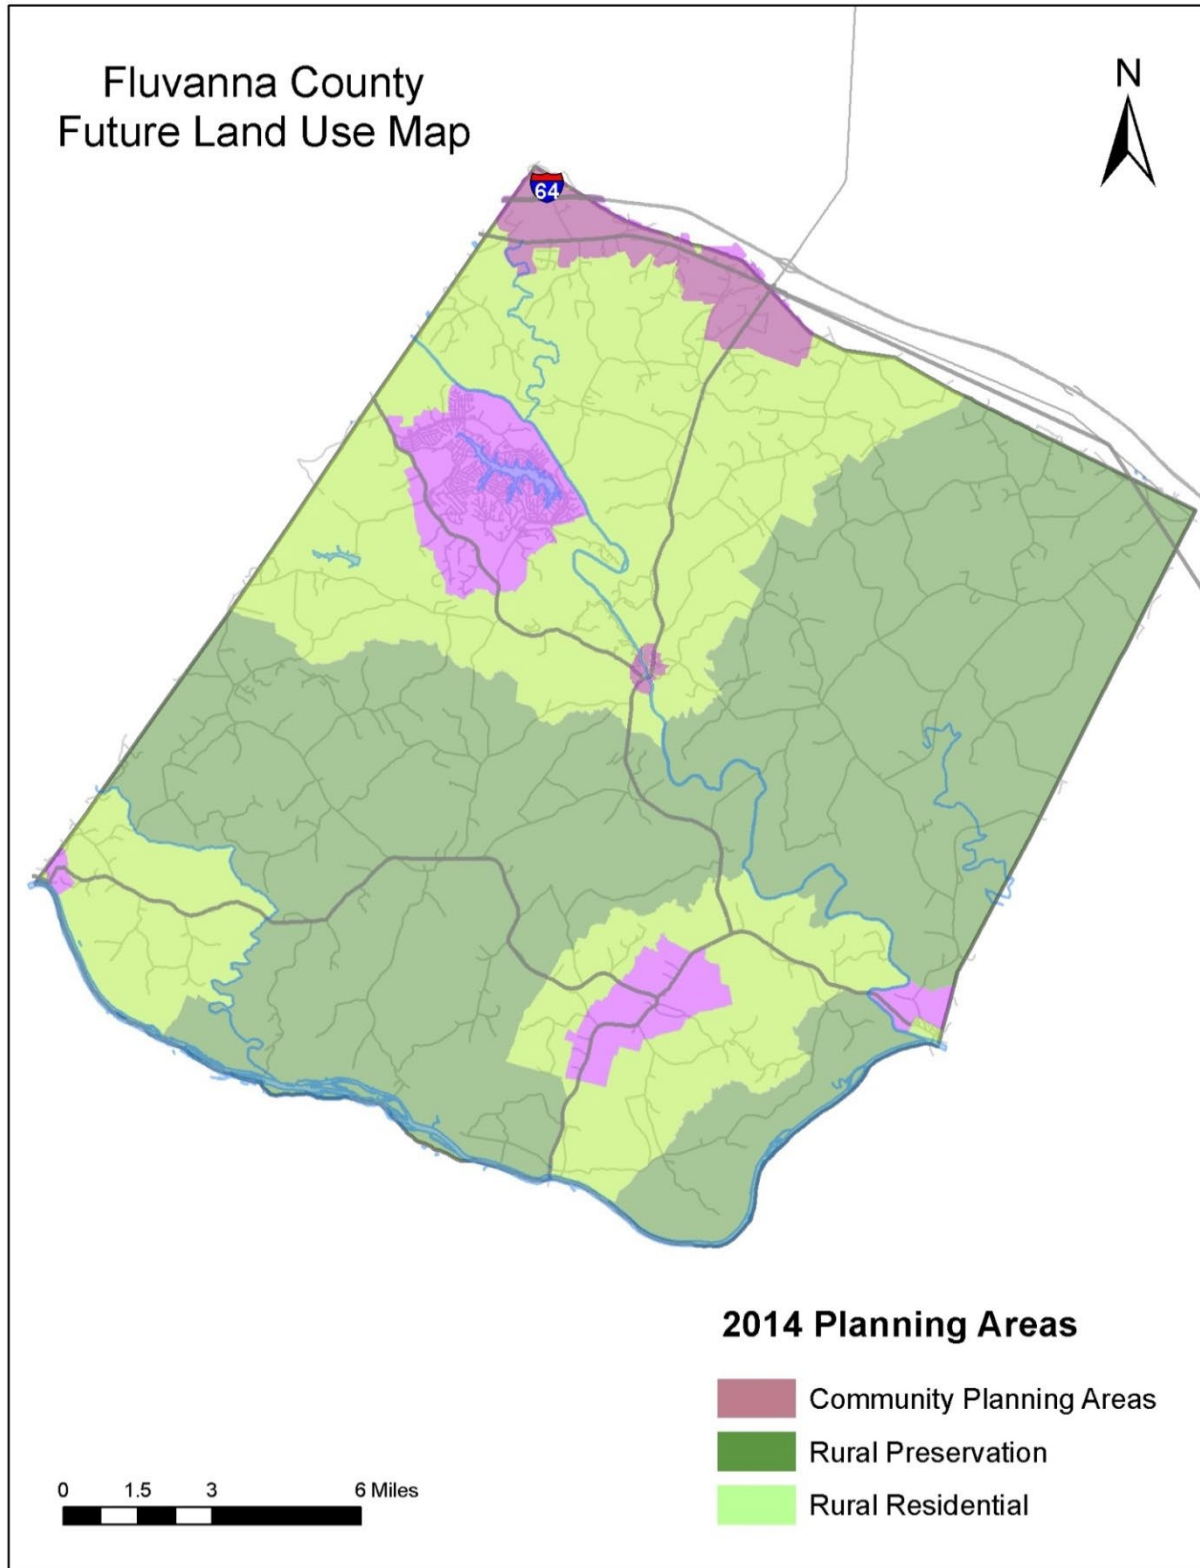 Fluvanna County
Future Land Use Map
N
64
2014 Planning Areas
Community Planning Areas
Rural Preservation
Rural Residential
0 1.5 3 6 Miles